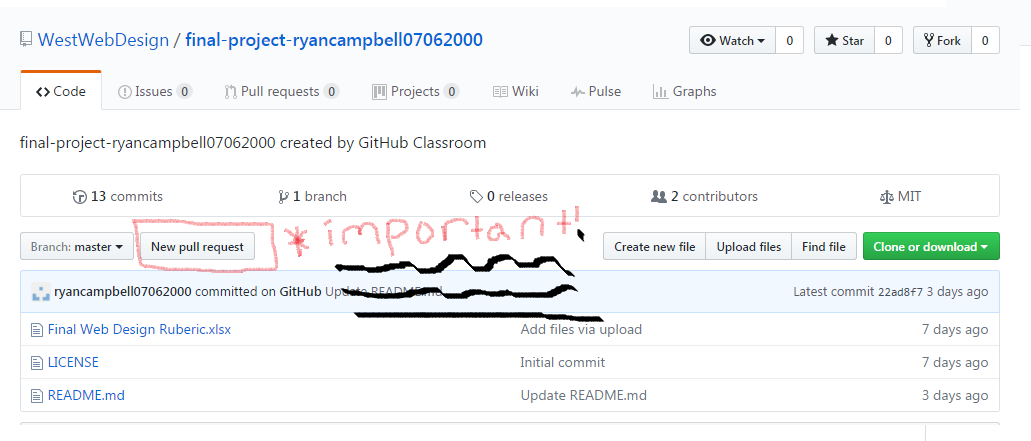 WestWebDesign / final-project-ryancampbell07062000 Watch 0 Star 0 Fork 0
Code Issues 0 Pull requests 0 Projects 0 Wiki Pulse Graphs
final-project-ryancampbell07062000 created by GitHub Classroom
13 commits 1 branch 0 releases 2 contributors MIT
Branch: master New pull request * important! Create new file Upload files Find file Clone or download
ryancampbell07062000 committed on GitHub Update README.md Latest commit 22ad8f7 3 days ago
Final Web Design Ruberic.xlsx Add files via upload 7 days ago
LICENSE Initial commit 7 days ago
README.md Update README.md 3 days ago